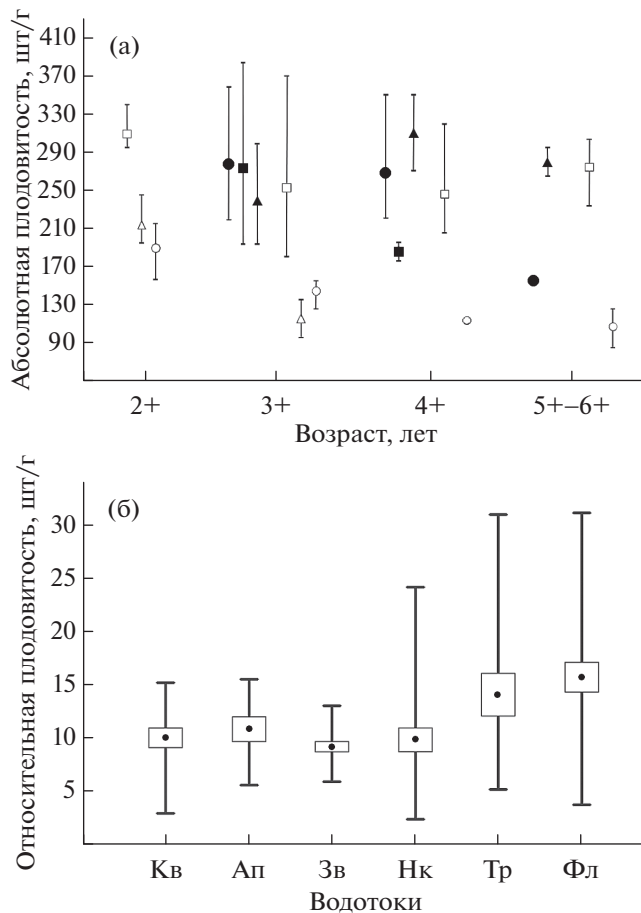 (а)
Абсолютная плодовитость, шт/г
410
370
330
290
250
210
170
130
90
2+ 3+ 4+ 5+–6+
Возраст, лет
(б)
Относительная плодовитость, шт/г
30
25
20
15
10
5
Кв Ап Зв Нк Тр Фл
Водотоки